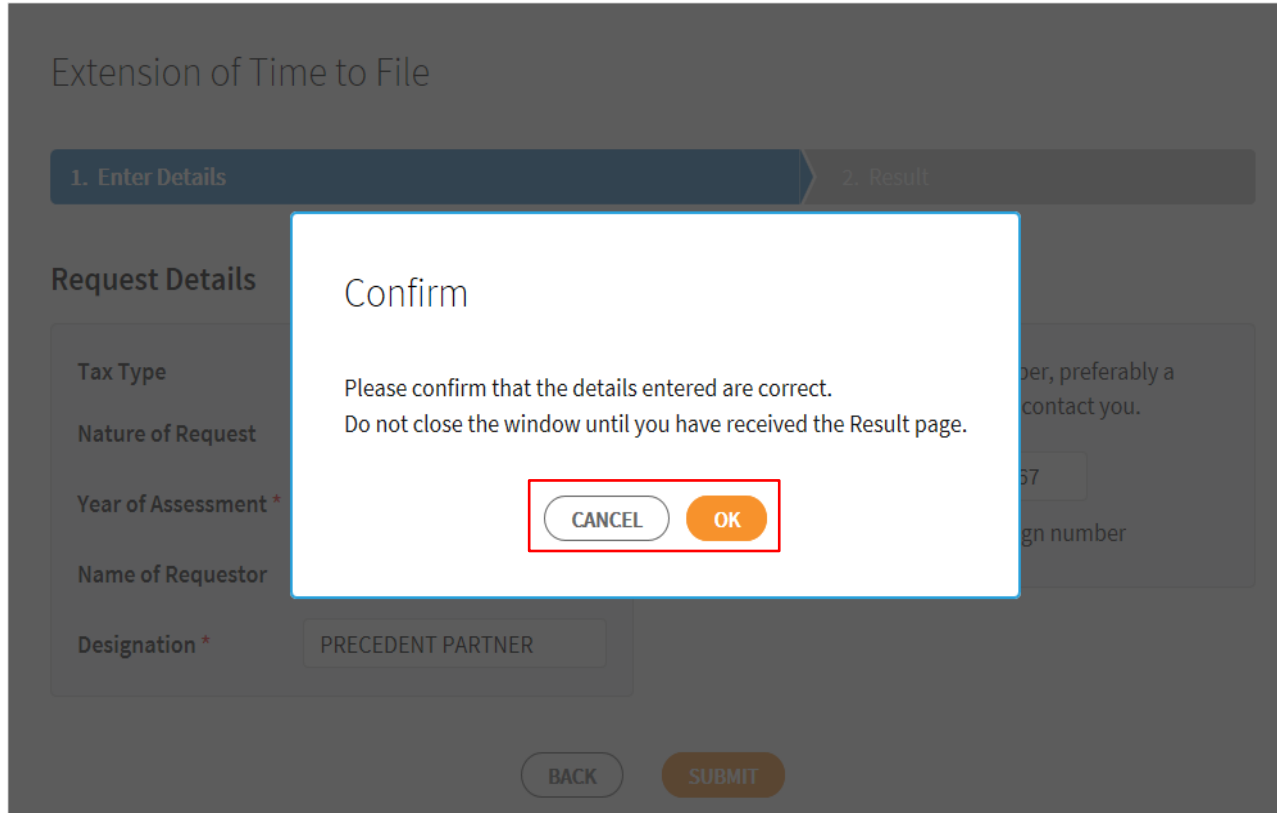 Extension of Time to File
1. Enter Details
2. Result
Request Details
Confirm
Please confirm that the details entered are correct.
Do not close the window until you have received the Result page.
CANCEL
OK
Tax Type
Nature of Request
Year of Assessment *
Name of Requestor
Designation *
PRECEDENT PARTNER
preferably a
contact you.
67
number
BACK
SUBMIT